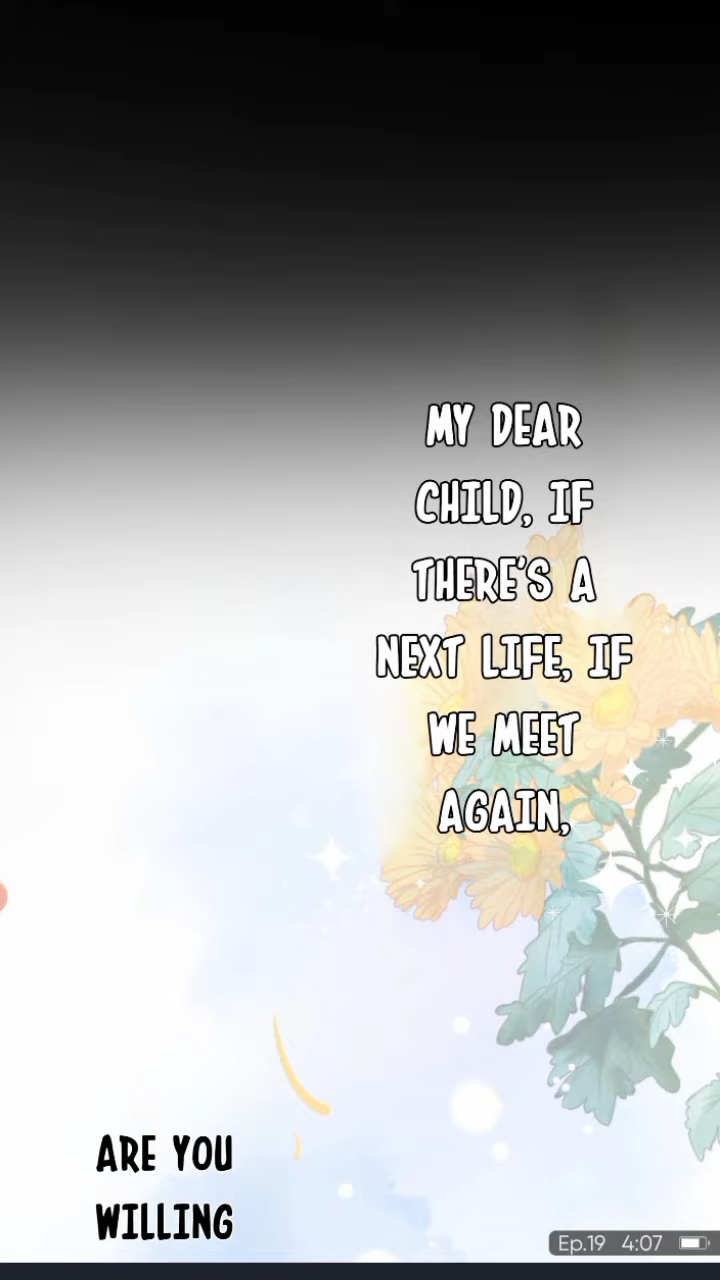 MY DEAR
CHILD, IF
THERE'S A
NEXT LIFE, IF
WE MEET
AGAIN,
ARE YOU
WILLING
Ep.19 4:07